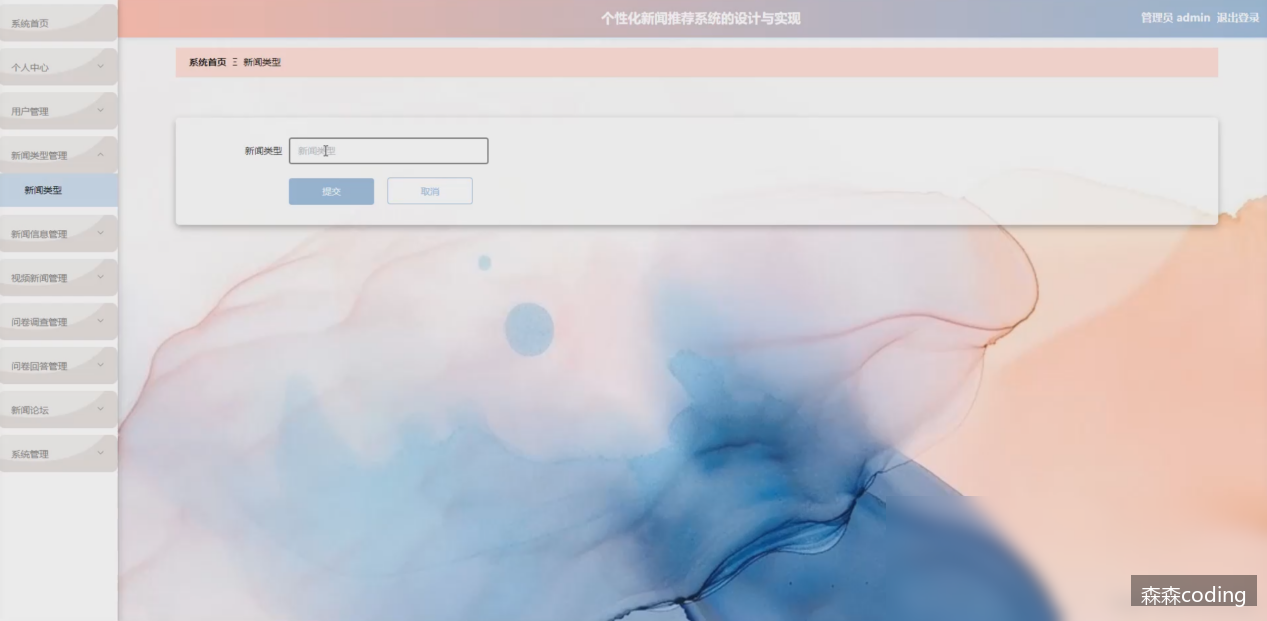 个性化新闻推荐系统的设计与实现
管理员 admin 退出登录
系统首页
个人中心
用户管理
新闻类型管理
新闻类型
新闻信息管理
视频新闻管理
问卷调查管理
问卷回答管理
新闻论坛
系统管理
系统首页 Ξ 新闻类型
新闻类型 新闻类型
提交 取消
森森coding